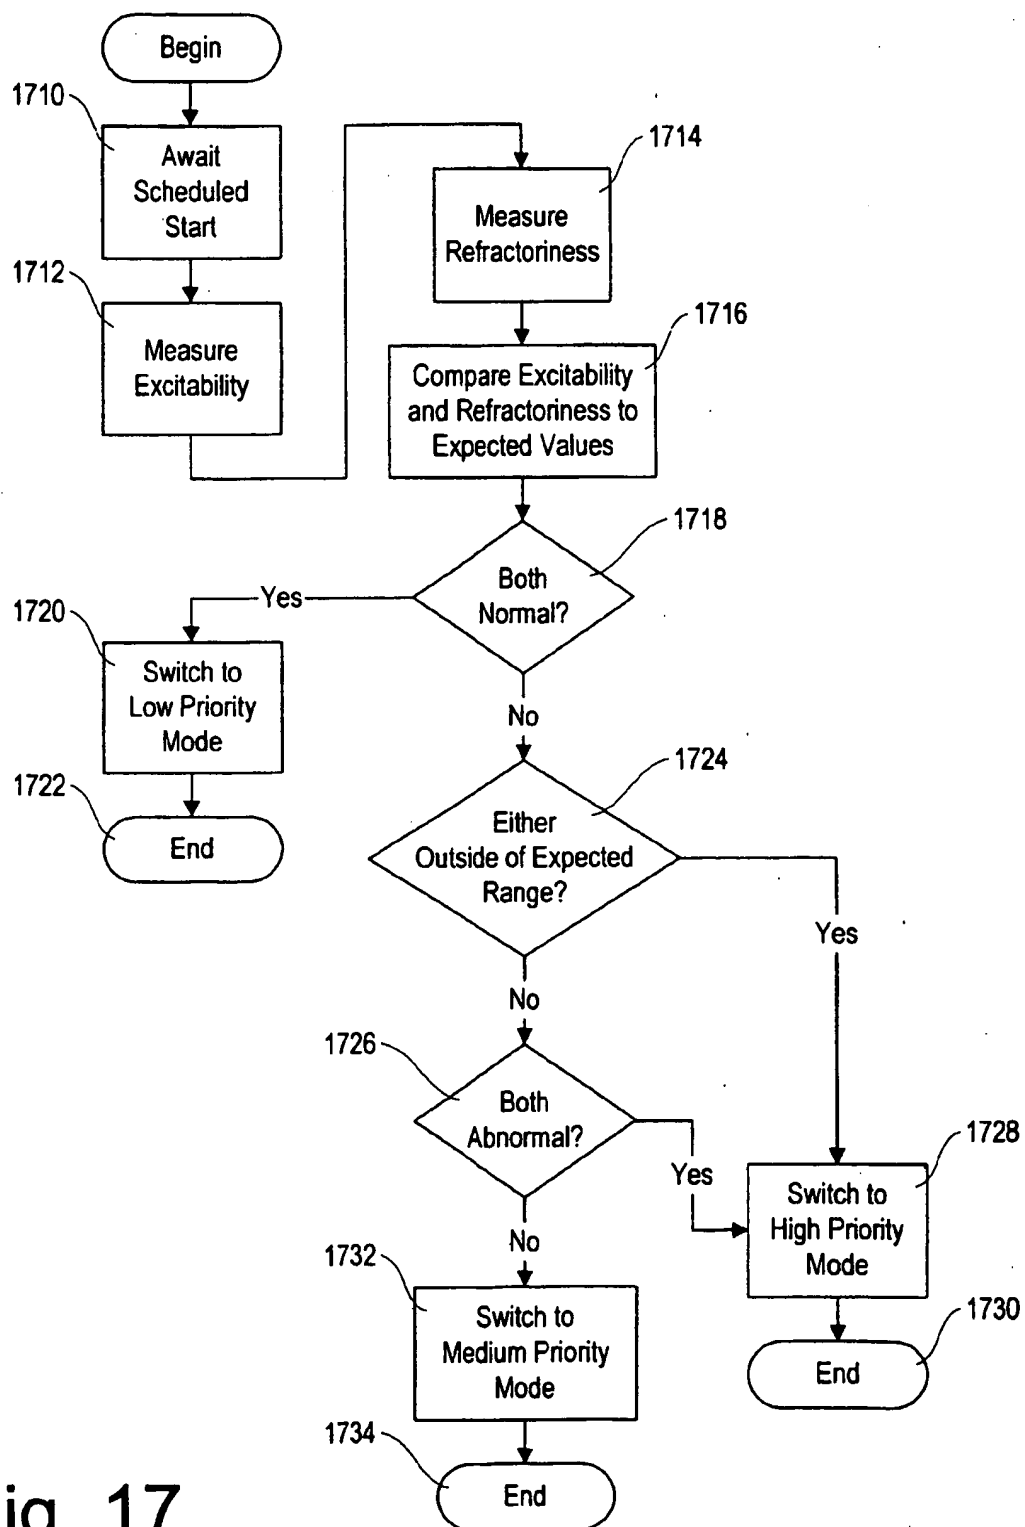 Begin
1710
Await
Scheduled
Start
1712
Measure
Excitability
1714
Measure
Refractoriness
1716
Compare Excitability
and Refractoriness to
Expected Values
1718
Both
Normal?
Yes
1720
Switch to
Low Priority
Mode
1722
End
No
1724
Either
Outside of Expected
Range?
Yes
No
1726
Both
Abnormal?
Yes
1728
Switch to
High Priority
Mode
1730
End
No
1732
Switch to
Medium Priority
Mode
1734
End
ig. 17